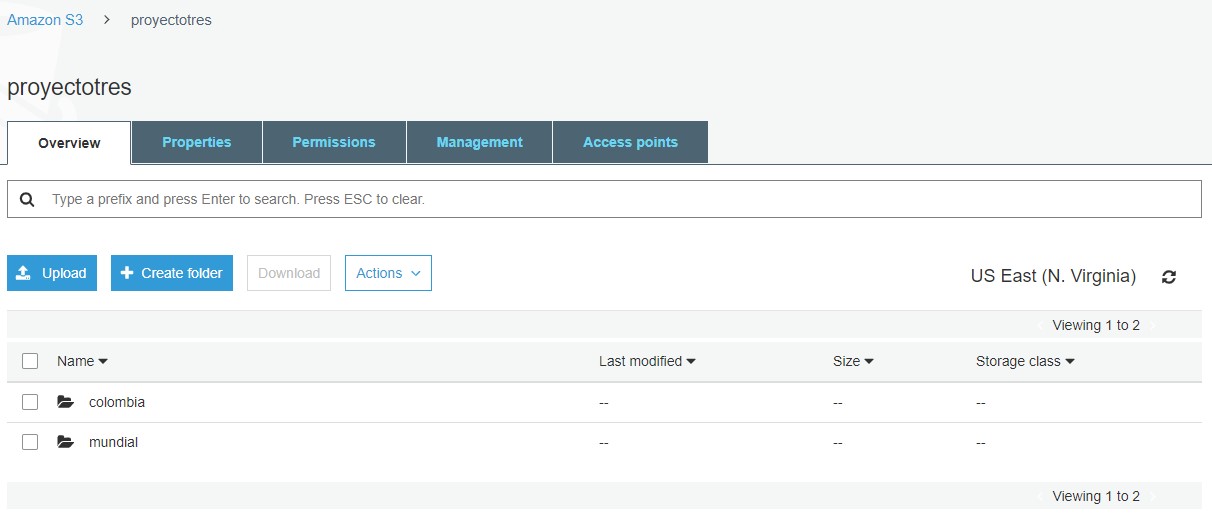 Amazon S3 > proyectotres
proyectotres
Overview Properties Permissions Management Access points
Type a prefix and press Enter to search. Press ESC to clear.
Upload + Create folder Download Actions US East (N. Virginia)
Viewing 1 to 2
Name Last modified Size Storage class
colombia -- -- --
mundial -- -- --
Viewing 1 to 2